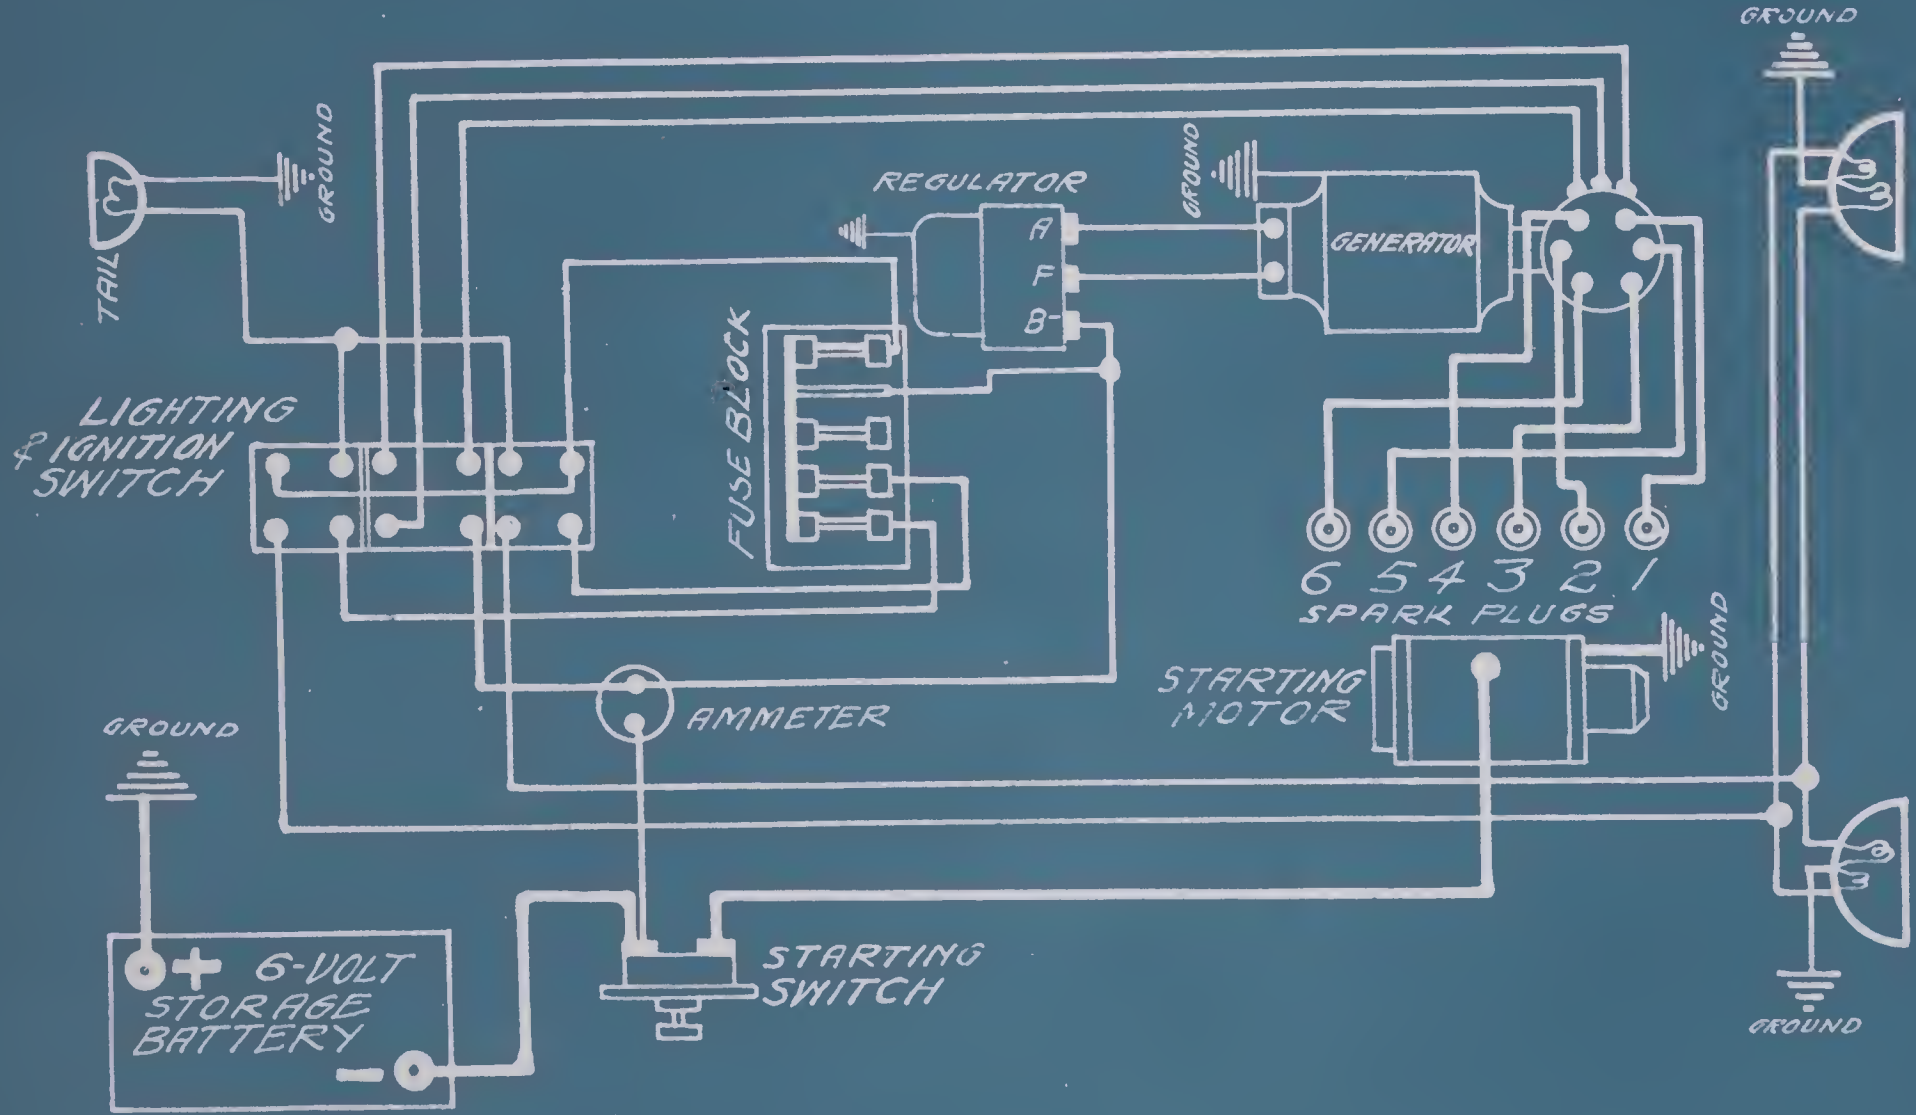 GROUND
GROUND
GROUND
REGULATOR
A
F
B-
GENERATOR
TAIL
LIGHTING
& IGNITION
SWITCH
FUSE BLOCK
6 5 4 3 2 1
SPARK PLUGS
STARTING
MOTOR
GROUND
AMMETER
GROUND
+ 6-VOLT
STORAGE
BATTERY
-
STARTING
SWITCH
GROUND